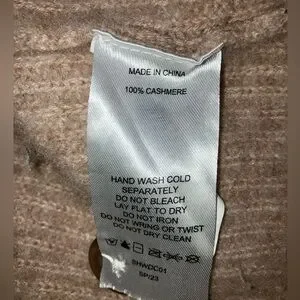 MADE IN CHINA
100% CASHMERE
HAND WASH COLD
SEPARATELY
DO NOT BLEACH
LAY FLAT TO DRY
DO NOT IRON
DO NOT WRING OR TWIST
DO NOT DRY CLEAN
SHWDC01
SP/23